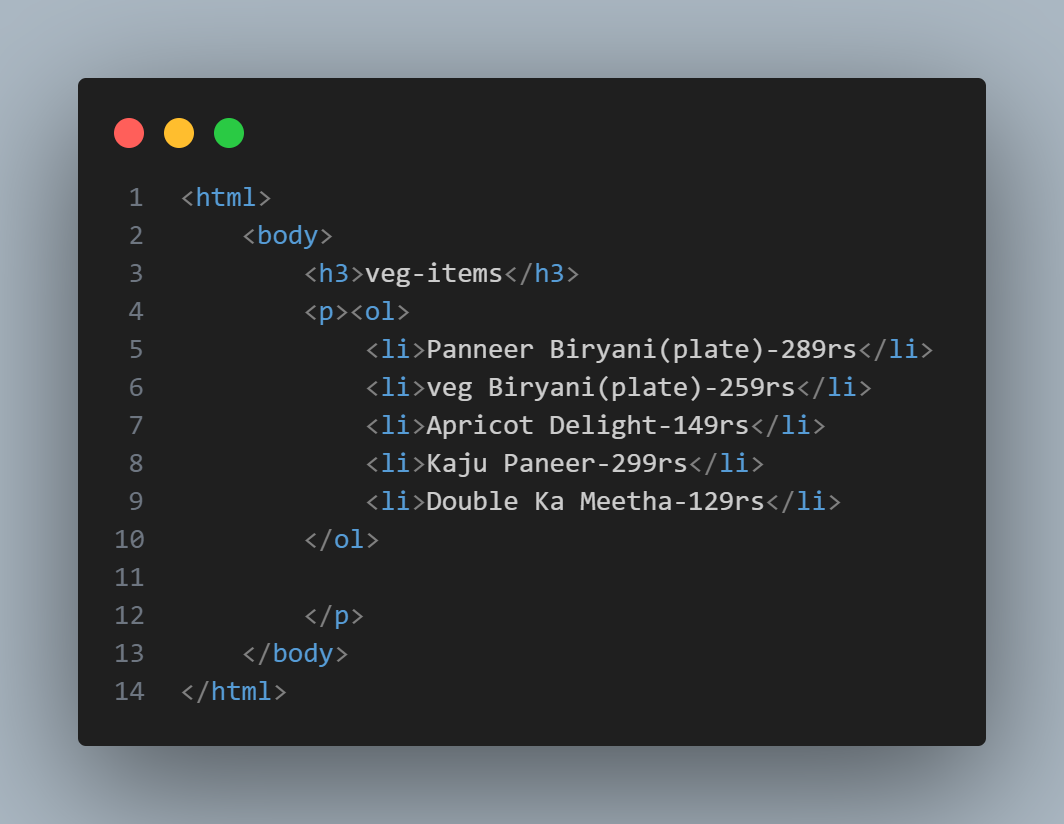 1 <html>
2 <body>
3 <h3>veg-items</h3>
4 <p><ol>
5 <li>Panneer Biryani(plate)-289rs</li>
6 <li>veg Biryani(plate)-259rs</li>
7 <li>Apricot Delight-149rs</li>
8 <li>Kaju Paneer-299rs</li>
9 <li>Double Ka Meetha-129rs</li>
10 </ol>
11
12 </p>
13 </body>
14 </html>